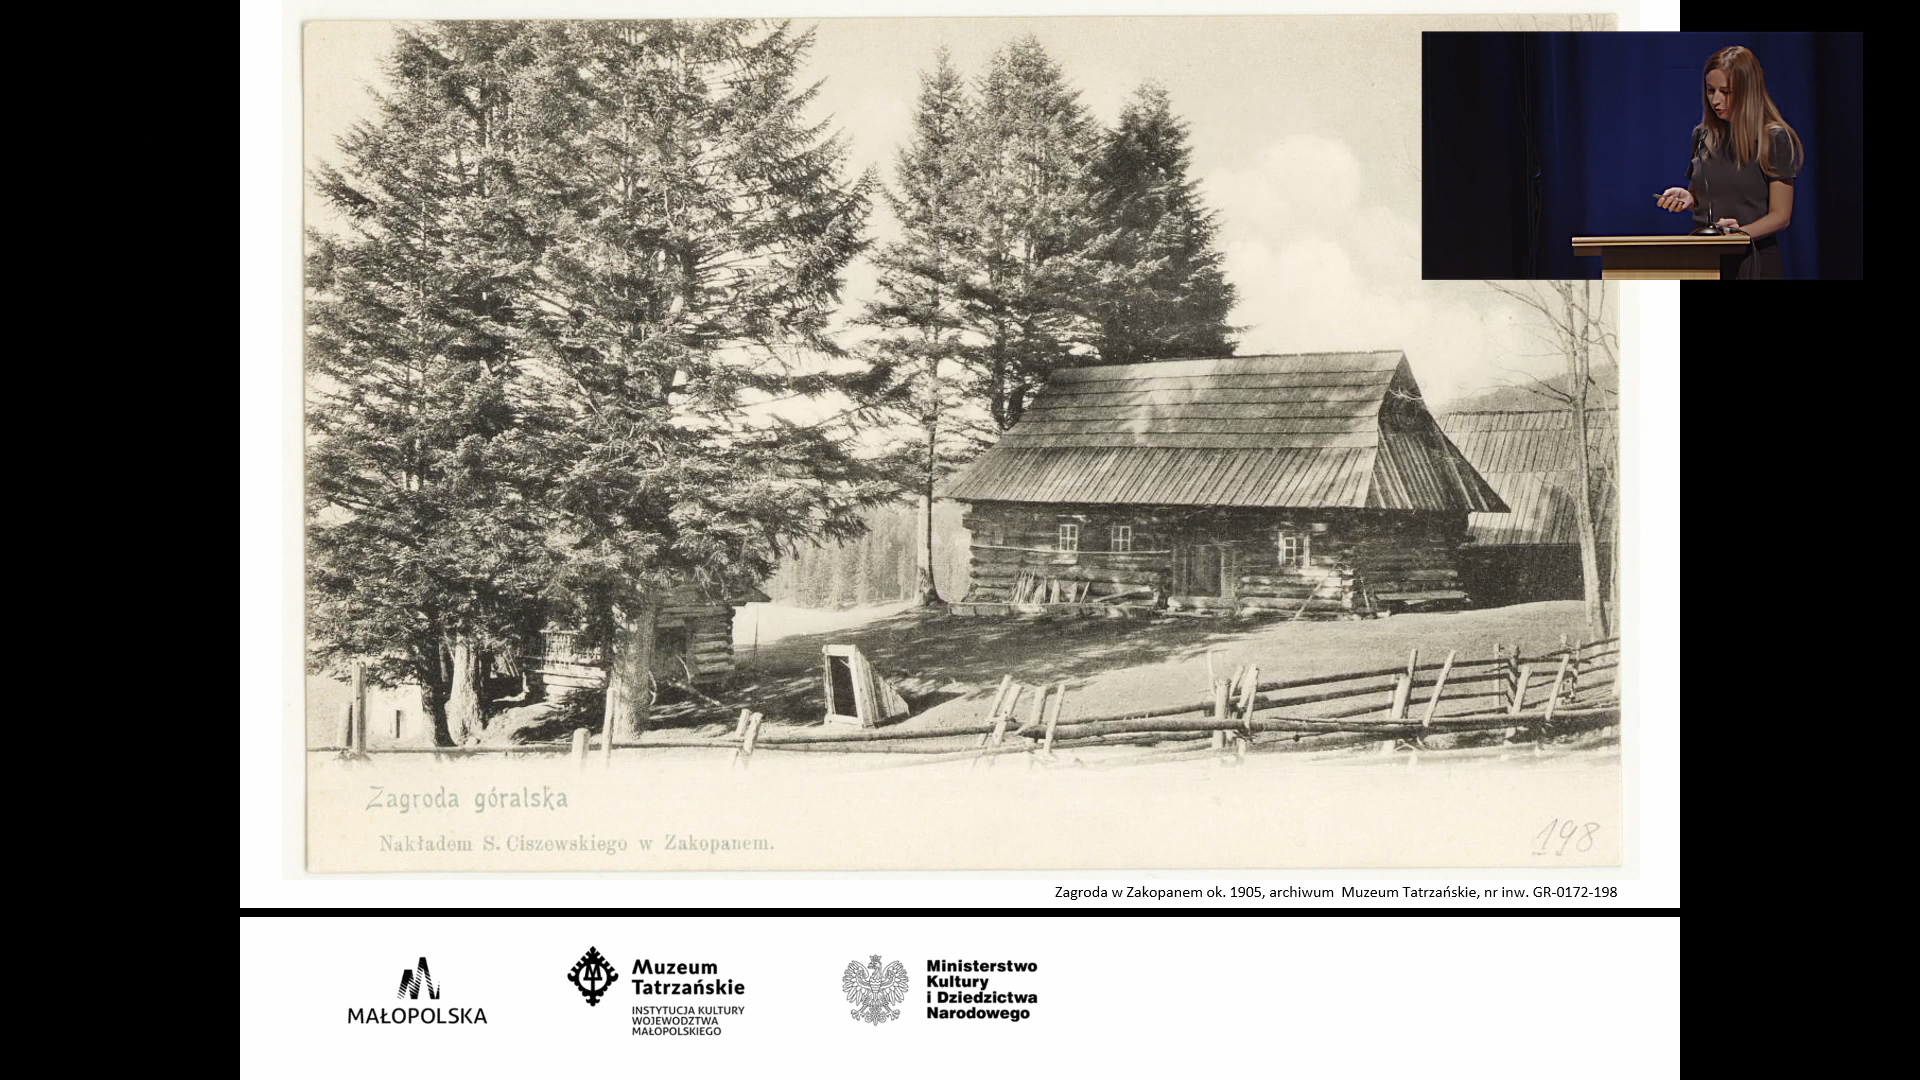 Zagroda góralska
Nakładem S. Ciszewskiego w Zakopanem.
198
Zagroda w Zakopanem ok. 1905, archiwum Muzeum Tatrzańskie, nr inw. GR-0172-198
MAŁOPOLSKA
Muzeum
Tatrzańskie
INSTYTUCJA KULTURY
WOJEWÓDZTWA
MAŁOPOLSKIEGO
Ministerstwo
Kultury
i Dziedzictwa
Narodowego